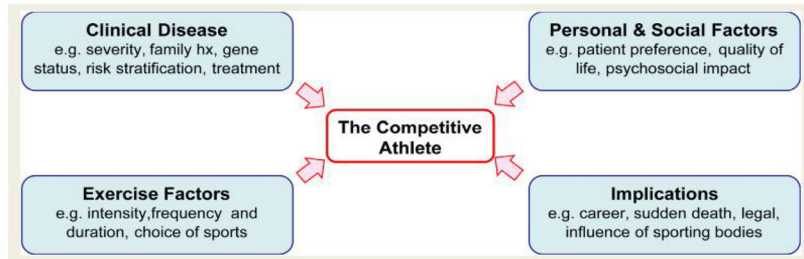 Clinical Disease
e.g. severity, family hx, gene
status, risk stratification, treatment
Personal & Social Factors
e.g. patient preference, quality of
life, psychosocial impact
The Competitive
Athlete
Exercise Factors
e.g. intensity,frequency and
duration, choice of sports
Implications
e.g. career, sudden death, legal,
influence of sporting bodies